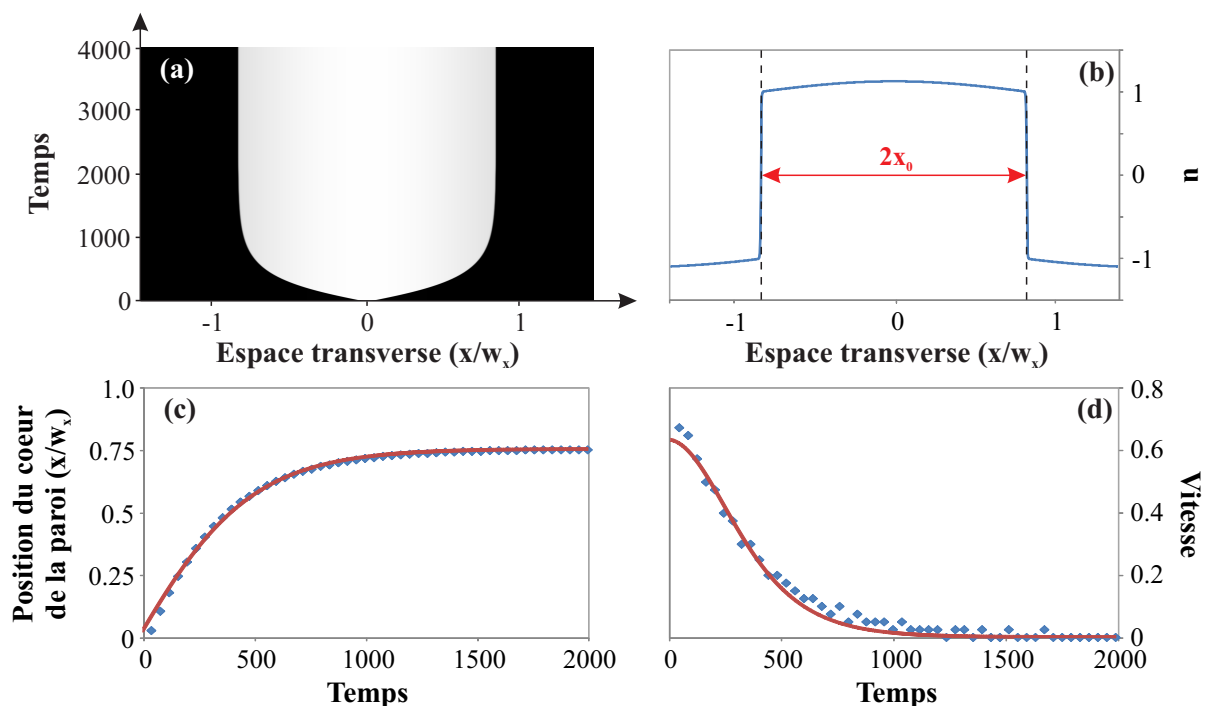 (a)
4000
3000
2000
1000
0
Temps
-1
0
1
Espace transverse (x/wₓ)
(b)
1
0
-1
u
2x₀
-1
0
1
Espace transverse (x/wₓ)
(c)
1.0
0.75
0.5
0.25
0
Position du coeur
de la paroi (x/wₓ)
0
500
1000
1500
2000
Temps
(d)
0.8
0.6
0.4
0.2
0
Vitesse
0
500
1000
1500
2000
Temps